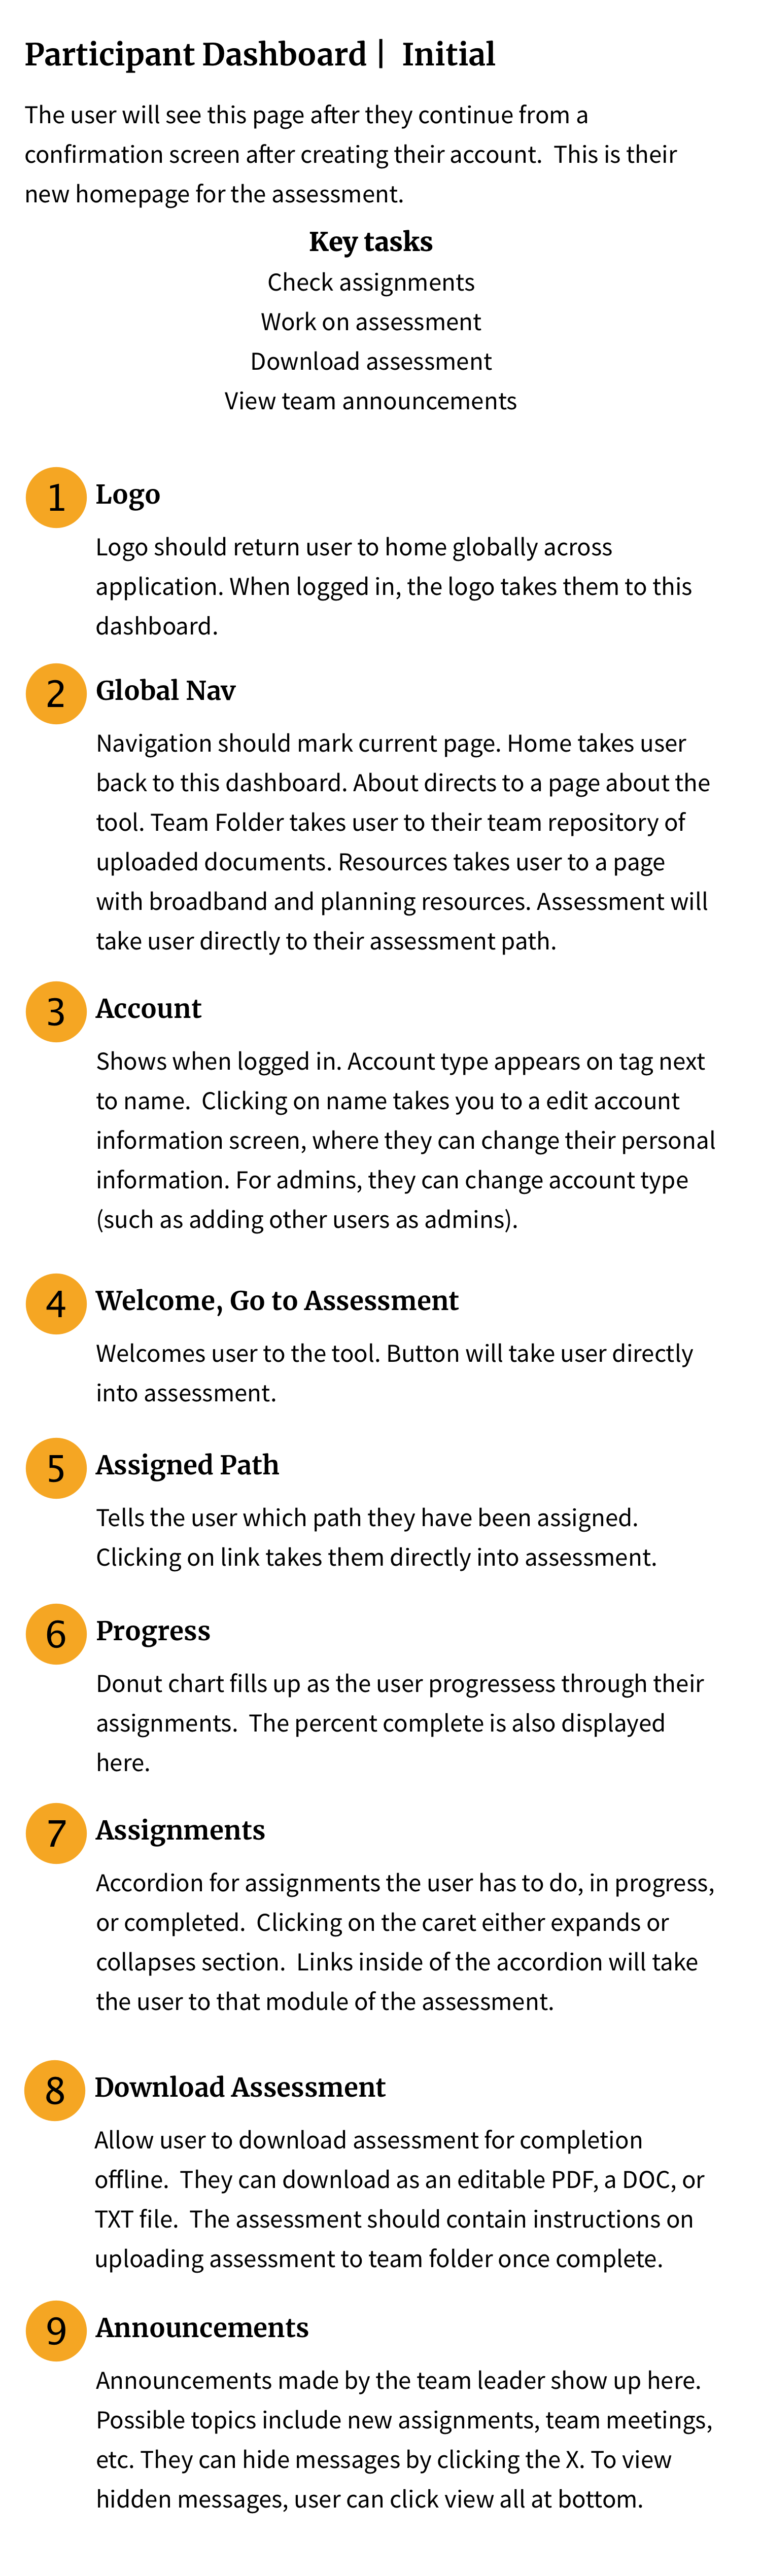 Participant Dashboard |  Initial
The user will see this page after they continue from a
confirmation screen after creating their account.  This is their
new homepage for the assessment.
Key tasks
Check assignments
Work on assessment
Download assessment
View team announcements
1 Logo
Logo should return user to home globally across
application. When logged in, the logo takes them to this
dashboard.
2 Global Nav
Navigation should mark current page. Home takes user
back to this dashboard. About directs to a page about the
tool. Team Folder takes user to their team repository of
uploaded documents. Resources takes user to a page
with broadband and planning resources. Assessment will
take user directly to their assessment path.
3 Account
Shows when logged in. Account type appears on tag next
to name.  Clicking on name takes you to a edit account
information screen, where they can change their personal
information. For admins, they can change account type
(such as adding other users as admins).
4 Welcome, Go to Assessment
Welcomes user to the tool. Button will take user directly
into assessment.
5 Assigned Path
Tells the user which path they have been assigned.
Clicking on link takes them directly into assessment.
6 Progress
Donut chart fills up as the user progressess through their
assignments.  The percent complete is also displayed
here.
7 Assignments
Accordion for assignments the user has to do, in progress,
or completed.  Clicking on the caret either expands or
collapses section.  Links inside of the accordion will take
the user to that module of the assessment.
8 Download Assessment
Allow user to download assessment for completion
offline.  They can download as an editable PDF, a DOC, or
TXT file.  The assessment should contain instructions on
uploading assessment to team folder once complete.
9 Announcements
Announcements made by the team leader show up here.
Possible topics include new assignments, team meetings,
etc. They can hide messages by clicking the X. To view
hidden messages, user can click view all at bottom.